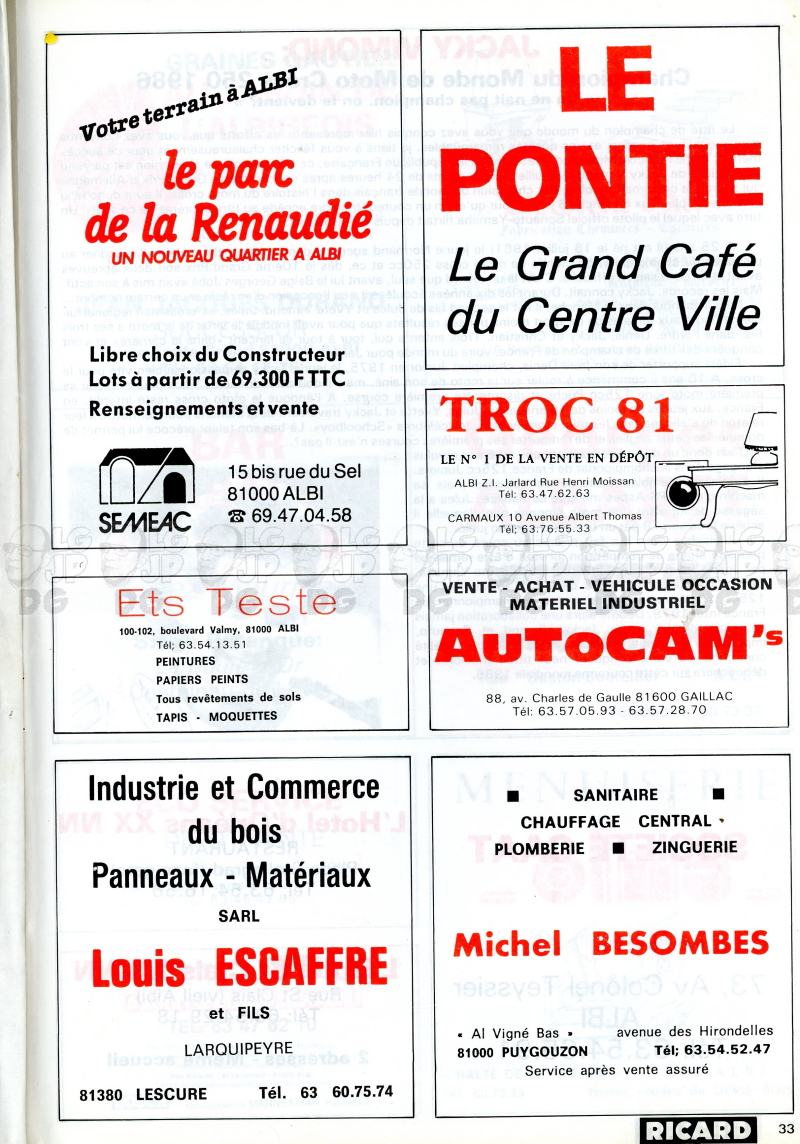 Votre terrain à ALBI
le parc
de la Renaudié
UN NOUVEAU QUARTIER A ALBI
Libre choix du Constructeur
Lots à partir de 69.300 F TTC
Renseignements et vente
SEMEAC
15 bis rue du Sel
81000 ALBI
☎ 69.47.04.58
LE
PONTIE
Le Grand Café
du Centre Ville
TROC 81
LE N° 1 DE LA VENTE EN DÉPÔT
ALBI Z.I. Jarlard Rue Henri Moissan
Tél: 63.47.62.63
CARMAUX 10 Avenue Albert Thomas
Tél; 63.76.55.33
Ets Teste
100-102, boulevard Valmy, 81000 ALBI
Tél; 63.54.13.51
PEINTURES
PAPIERS PEINTS
Tous revêtements de sols
TAPIS - MOQUETTES
VENTE - ACHAT - VEHICULE OCCASION
MATERIEL INDUSTRIEL
AUTOCAM's
88, av. Charles de Gaulle 81600 GAILLAC
Tél: 63.57.05.93 - 63.57.28.70
Industrie et Commerce
du bois
Panneaux - Matériaux
SARL
Louis ESCAFFRE
et FILS
LARQUIPEYRE
81380 LESCURE Tél. 63 60.75.74
■ SANITAIRE ■
CHAUFFAGE CENTRAL
PLOMBERIE ■ ZINGUERIE
Michel BESOMBES
« Al Vigné Bas » avenue des Hirondelles
81000 PUYGOUZON Tél; 63.54.52.47
Service après vente assuré
RICARD 33